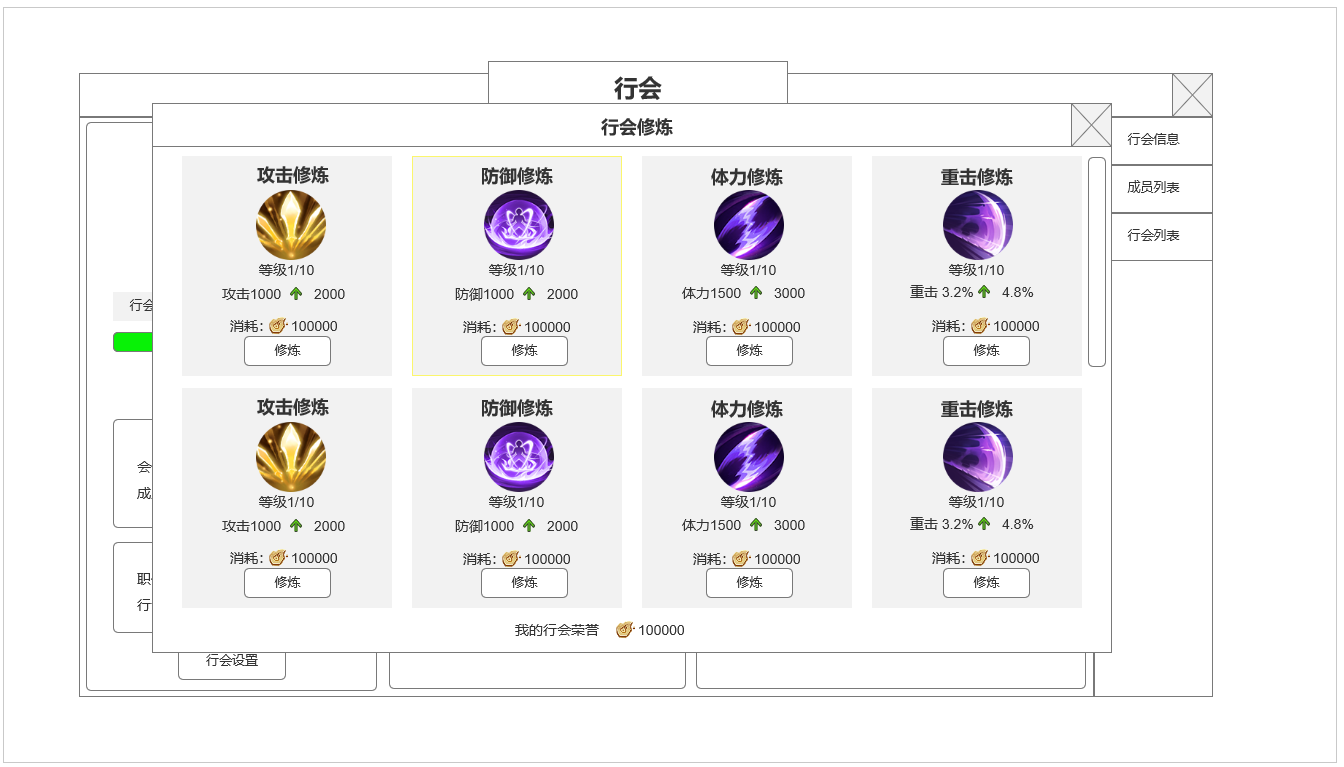 行会
行会修炼
行会信息
成员列表
行会列表
攻击修炼 防御修炼 体力修炼 重击修炼
等级1/10 等级1/10 等级1/10 等级1/10
攻击1000 2000 防御1000 2000 体力1500 3000 重击 3.2% 4.8%
消耗: 100000 消耗: 100000 消耗: 100000 消耗: 100000
修炼 修炼 修炼 修炼
行会
攻击修炼 防御修炼 体力修炼 重击修炼
等级1/10 等级1/10 等级1/10 等级1/10
攻击1000 2000 防御1000 2000 体力1500 3000 重击 3.2% 4.8%
消耗: 100000 消耗: 100000 消耗: 100000 消耗: 100000
修炼 修炼 修炼 修炼
会
成
职
行
我的行会荣誉 100000
行会设置